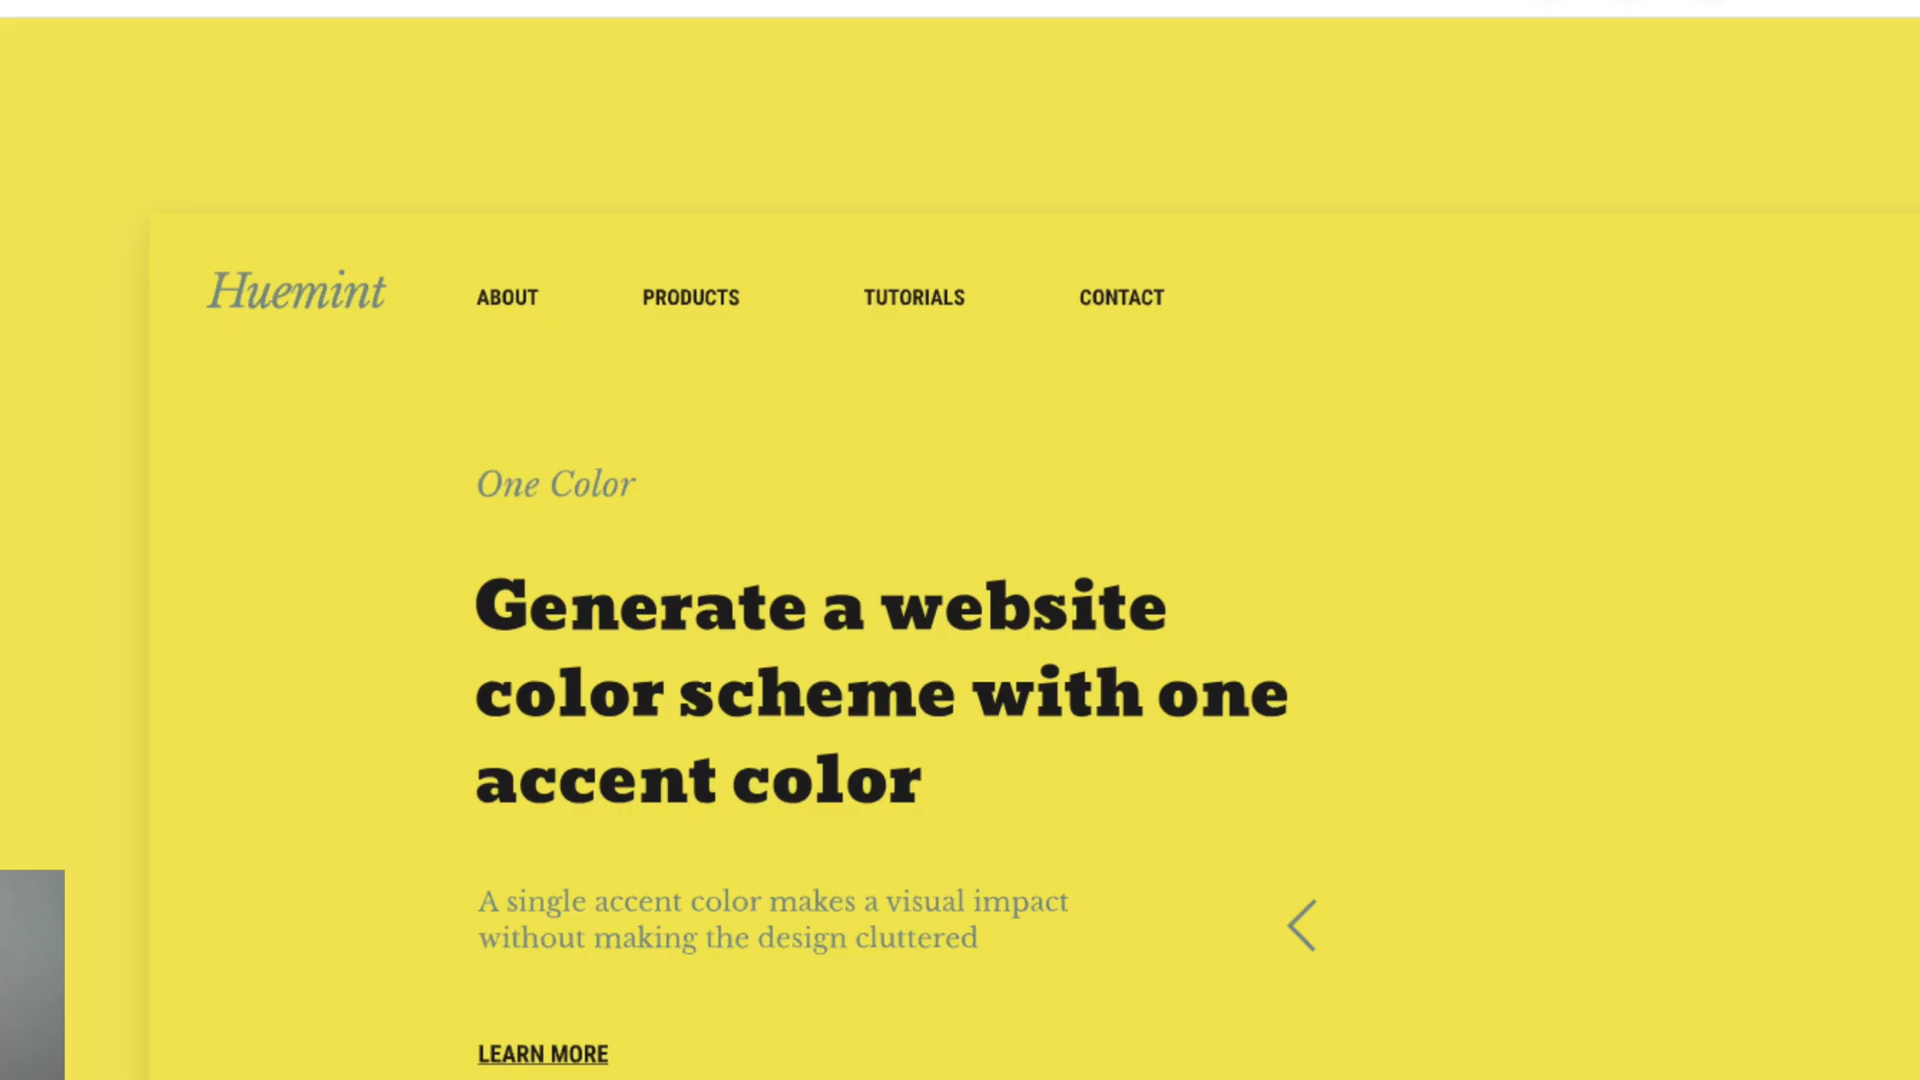 Huemint
ABOUT PRODUCTS TUTORIALS CONTACT
One Color
Generate a website
color scheme with one
accent color
A single accent color makes a visual impact
without making the design cluttered
LEARN MORE